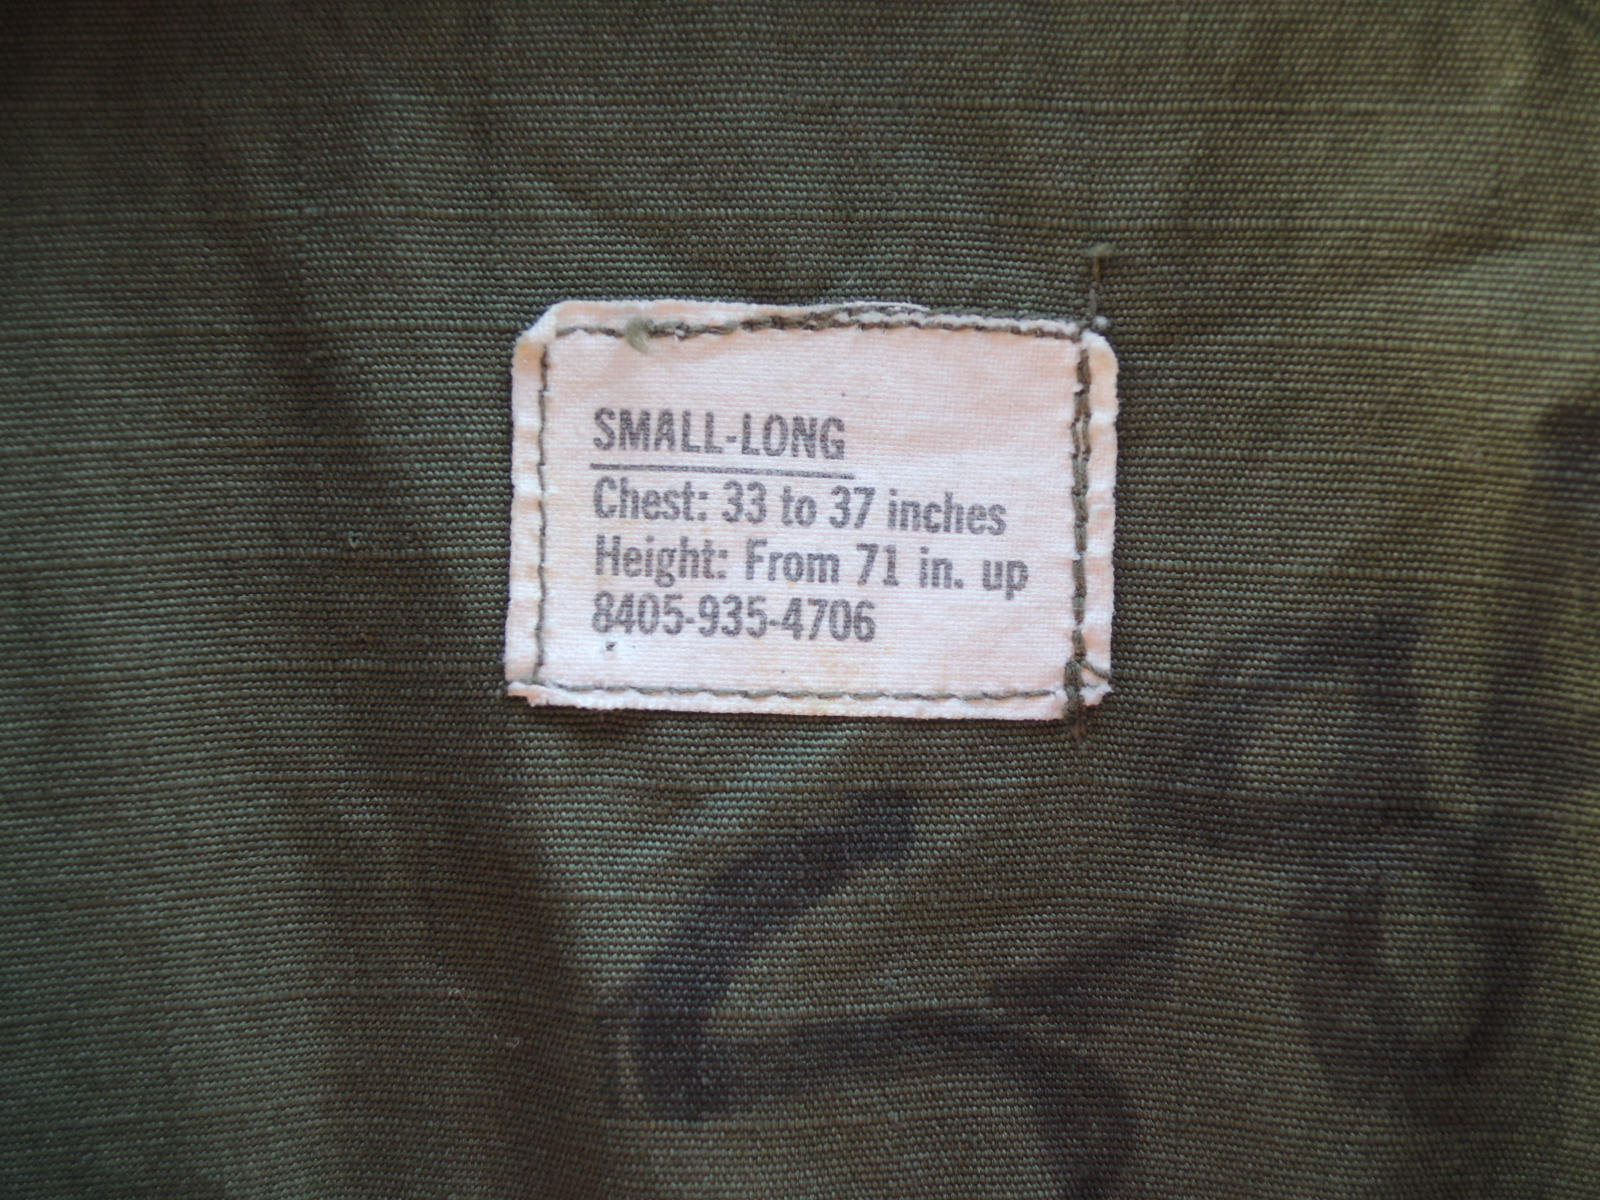 SMALL-LONG
Chest: 33 to 37 inches
Height: From 71 in. up
8405-935-4706